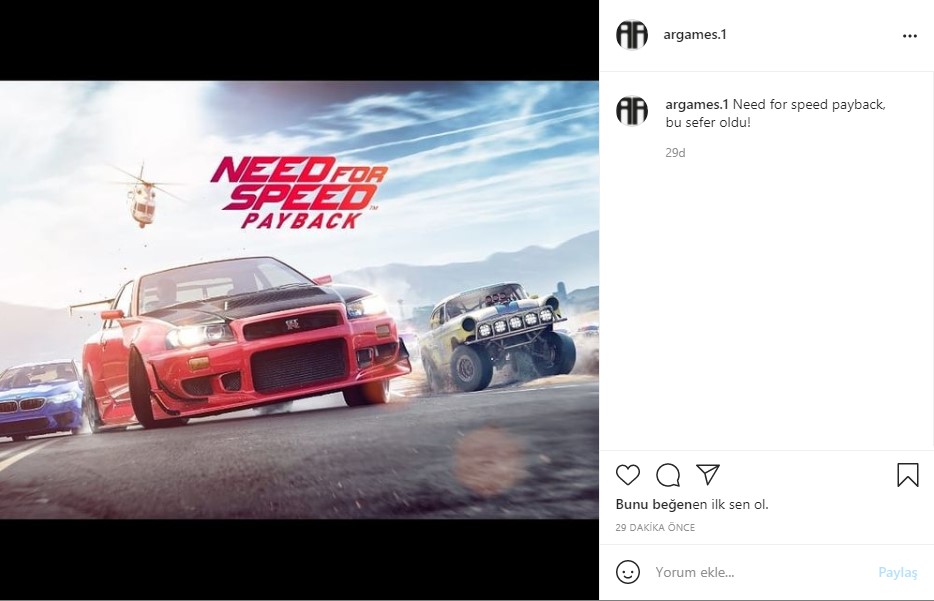 argames.1
NEED FOR
SPEED™
PAYBACK
argames.1 Need for speed payback,
bu sefer oldu!
29d
Bunu beğenen ilk sen ol.
29 DAKİKA ÖNCE
Yorum ekle...
Paylaş